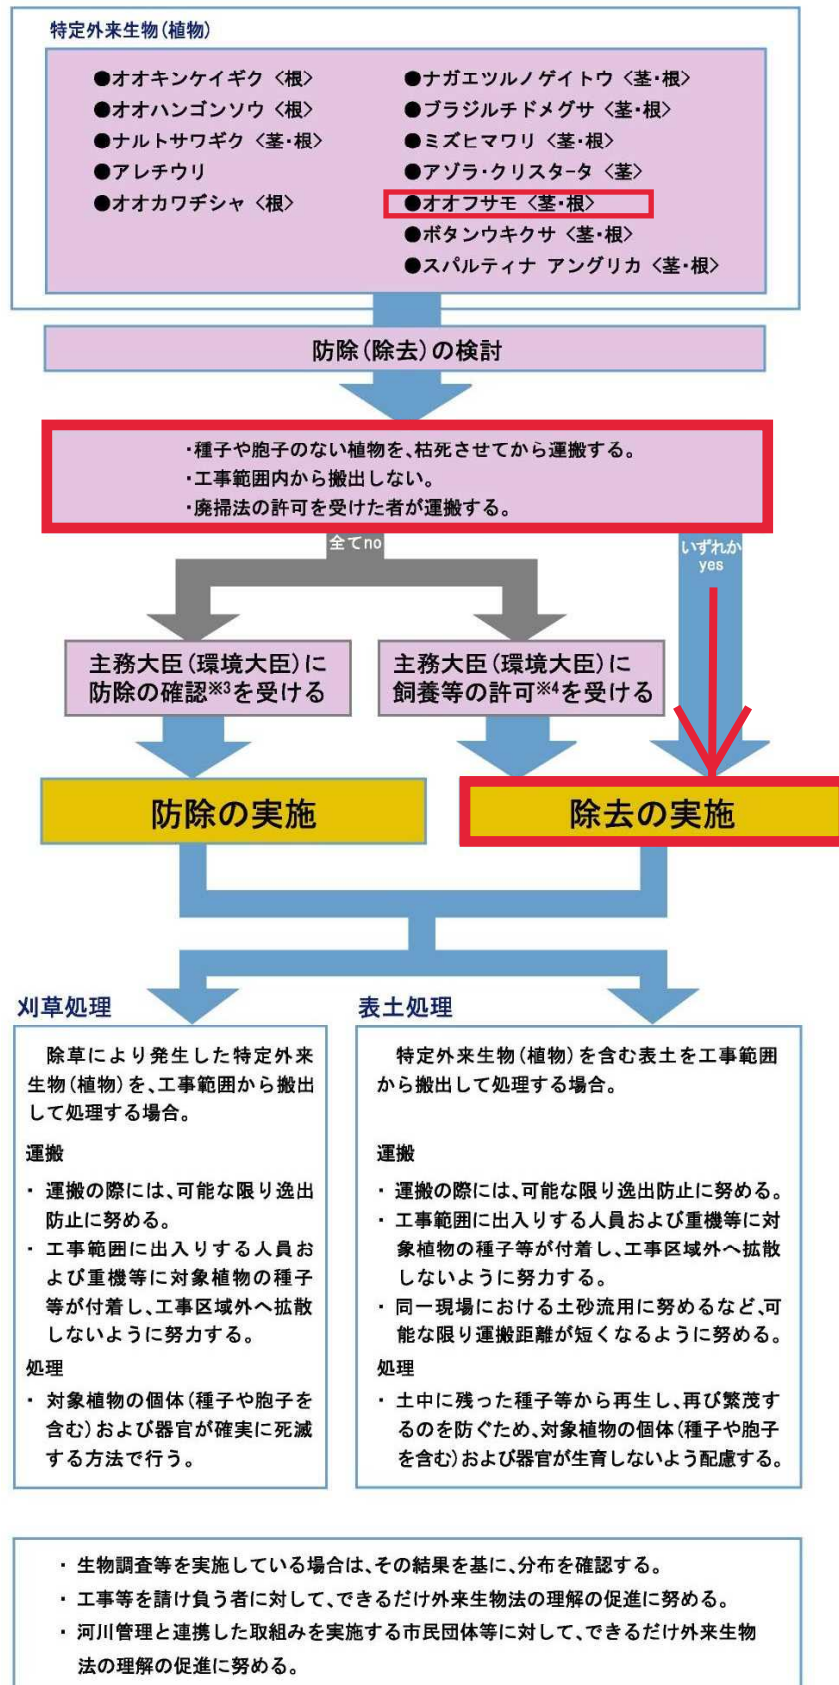 特定外来生物(植物)
●オオキンケイギク〈根〉
●オオハンゴンソウ〈根〉
●ナルトサワギク〈茎・根〉
●アレチウリ
●オオカワヂシャ〈根〉
●ナガエツルノゲイトウ〈茎・根〉
●ブラジルチドメグサ〈茎・根〉
●ミズヒマワリ〈茎・根〉
●アゾラ・クリスタータ〈茎〉
●オオフサモ〈茎・根〉
●ボタンウキクサ〈茎・根〉
●スパルティナ アングリカ〈茎・根〉
防除(除去)の検討
・種子や胞子のない植物を、枯死させてから運搬する。
・工事範囲内から搬出しない。
・廃掃法の許可を受けた者が運搬する。
全てno
いずれか
yes
主務大臣(環境大臣)に
防除の確認※3を受ける
主務大臣(環境大臣)に
飼養等の許可※4を受ける
防除の実施
除去の実施
刈草処理
除草により発生した特定外来
生物(植物)を、工事範囲から搬出
して処理する場合。
運搬
・運搬の際には、可能な限り逸出
防止に努める。
・工事範囲に出入りする人員お
よび重機等に対象植物の種子
等が付着し、工事区域外へ拡散
しないように努力する。
処理
・対象植物の個体(種子や胞子を
含む)および器官が確実に死滅
する方法で行う。
表土処理
特定外来生物(植物)を含む表土を工事範囲
から搬出して処理する場合。
運搬
・運搬の際には、可能な限り逸出防止に努める。
・工事範囲に出入りする人員および重機等に対
象植物の種子等が付着し、工事区域外へ拡散
しないように努力する。
・同一現場における土砂流用に努めるなど、可
能な限り運搬距離が短くなるように努める。
処理
・土中に残った種子等から再生し、再び繁茂す
るのを防ぐため、対象植物の個体(種子や胞子
を含む)および器官が生育しないよう配慮する。
・生物調査等を実施している場合は、その結果を基に、分布を確認する。
・工事等を請け負う者に対して、できるだけ外来生物法の理解の促進に努める。
・河川管理と連携した取組みを実施する市民団体等に対して、できるだけ外来生物
法の理解の促進に努める。